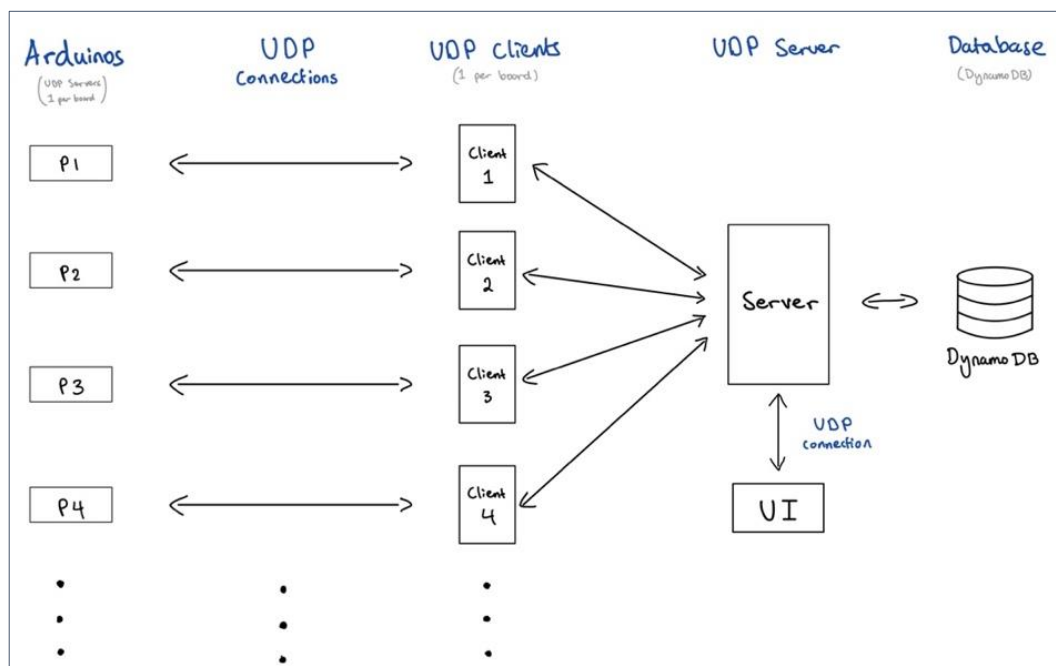 Arduinos
(UDP Servers
1 per board)
UDP
Connections
UDP Clients
(1 per board)
UDP Server
Database
(DynamoDB)
P1
Client
1
P2
Client
2
Server
DynamoDB
P3
Client
3
UDP
connection
P4
Client
4
UI